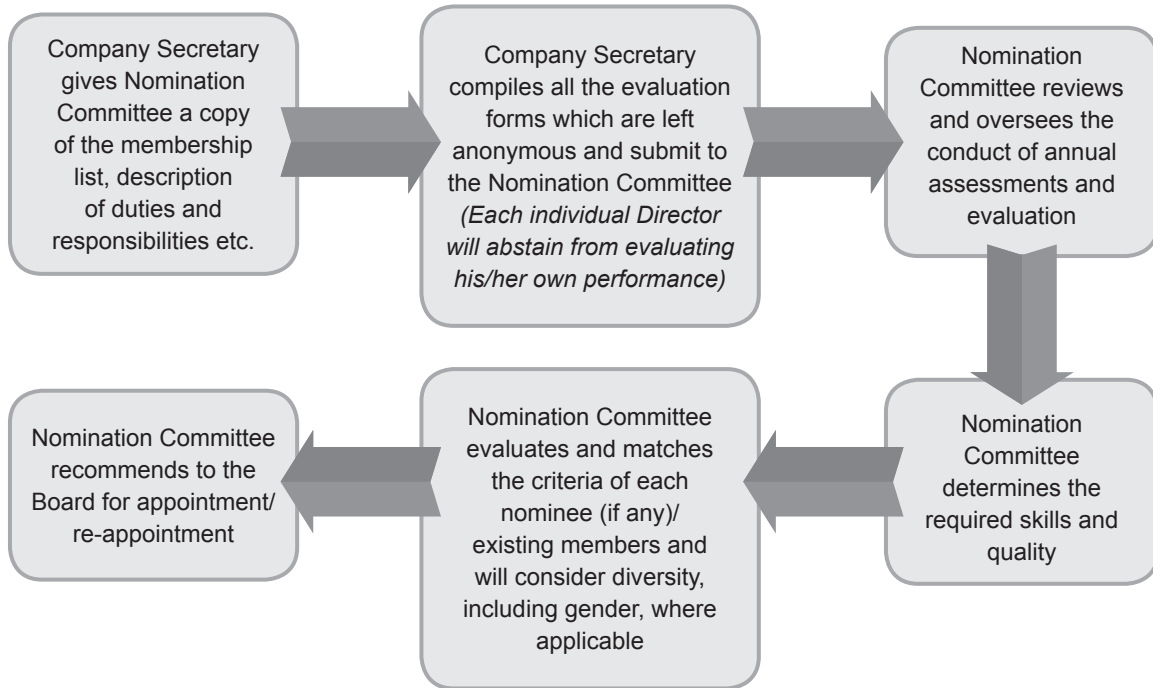 Company Secretary
gives Nomination
Committee a copy
of the membership
list, description
of duties and
responsibilities etc.
Company Secretary
compiles all the evaluation
forms which are left
anonymous and submit to
the Nomination Committee
(Each individual Director
will abstain from evaluating
his/her own performance)
Nomination
Committee reviews
and oversees the
conduct of annual
assessments and
evaluation
Nomination
Committee
determines the
required skills and
quality
Nomination Committee
evaluates and matches
the criteria of each
nominee (if any)/
existing members and
will consider diversity,
including gender, where
applicable
Nomination Committee
recommends to the
Board for appointment/
re-appointment